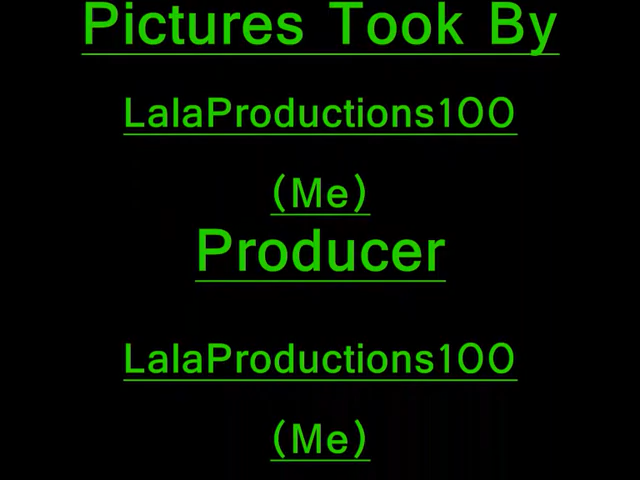 Pictures Took By
LalaProductions100
(Me)
Producer
LalaProductions100
(Me)